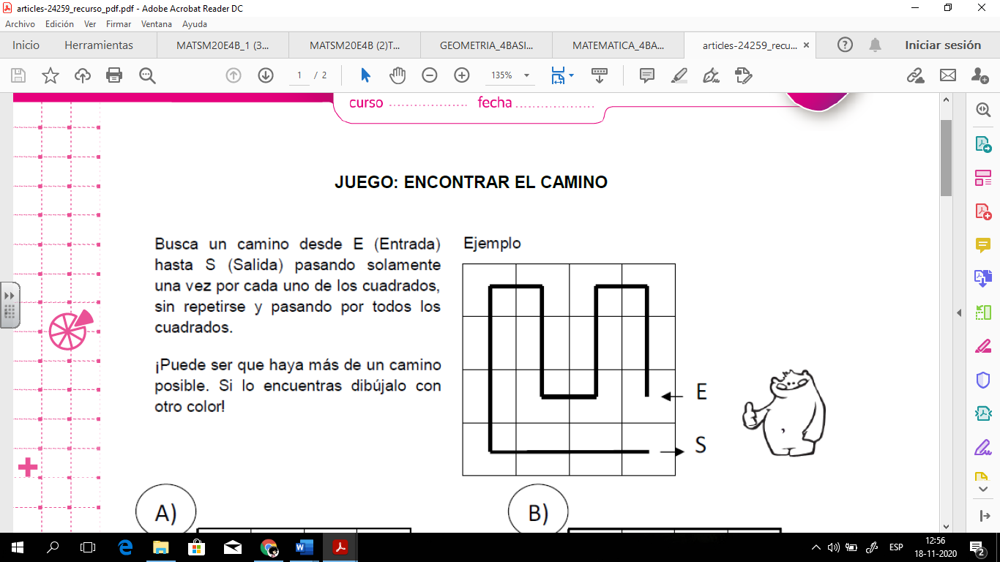 articles-24259_recurso_pdf.pdf - Adobe Acrobat Reader DC
Archivo Edición Ver Firmar Ventana Ayuda
Inicio Herramientas MATSM20E4B_1 (3... MATSM20E4B (2)T... GEOMETRIA_4BASI... MATEMATICA_4BA... articles-24259_recu... × Iniciar sesión
1 / 2 135%
curso ........................ fecha ........................
JUEGO: ENCONTRAR EL CAMINO
Busca un camino desde E (Entrada)
hasta S (Salida) pasando solamente
una vez por cada uno de los cuadrados,
sin repetirse y pasando por todos los
cuadrados.
¡Puede ser que haya más de un camino
posible. Si lo encuentras dibújalo con
otro color!
Ejemplo
E
S
A)
B)
ESP
12:56
18-11-2020
2